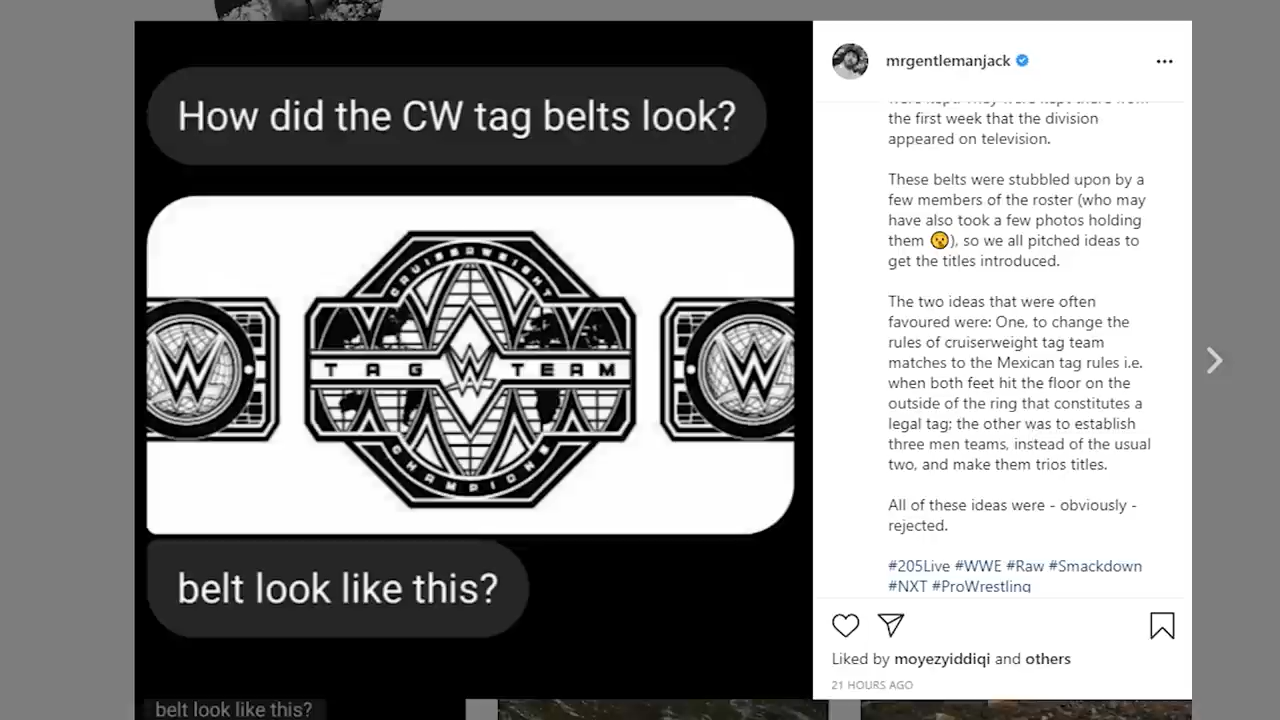 How did the CW tag belts look?
CRUISERWEIGHT
TAG W TEAM
CHAMPIONS
W
W
belt look like this?
belt look like this?
mrgentlemanjack
the first week that the division
appeared on television.
These belts were stubbled upon by a
few members of the roster (who may
have also took a few photos holding
them 😮), so we all pitched ideas to
get the titles introduced.
The two ideas that were often
favoured were: One, to change the
rules of cruiserweight tag team
matches to the Mexican tag rules i.e.
when both feet hit the floor on the
outside of the ring that constitutes a
legal tag; the other was to establish
three men teams, instead of the usual
two, and make them trios titles.
All of these ideas were - obviously -
rejected.
#205Live #WWE #Raw #Smackdown
#NXT #ProWrestling
Liked by moyezyiddiqi and others
21 HOURS AGO